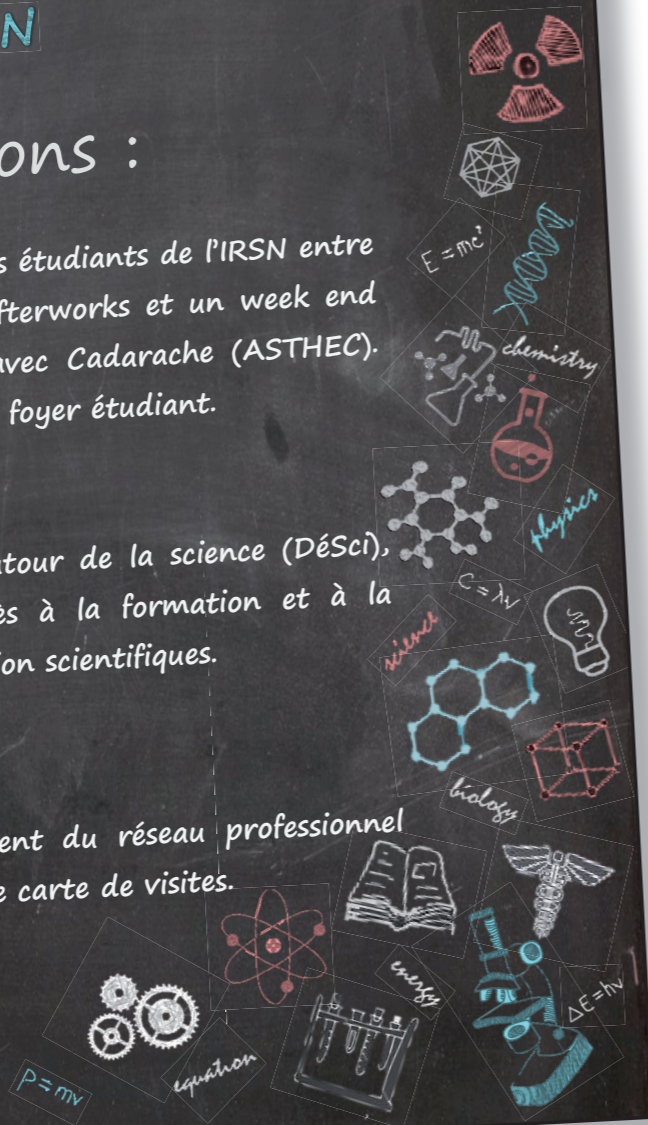 N
ons :
s étudiants de l'IRSN entre
fterworks et un week end
avec Cadarache (ASTHEC).
foyer étudiant.
E = mc²
chemistry
physics
tour de la science (DéSci),
ès à la formation et à la
ion scientifiques.
C = λν
science
biology
ent du réseau professionnel
e carte de visites.
energy
ΔE = hν
equation
P = mv